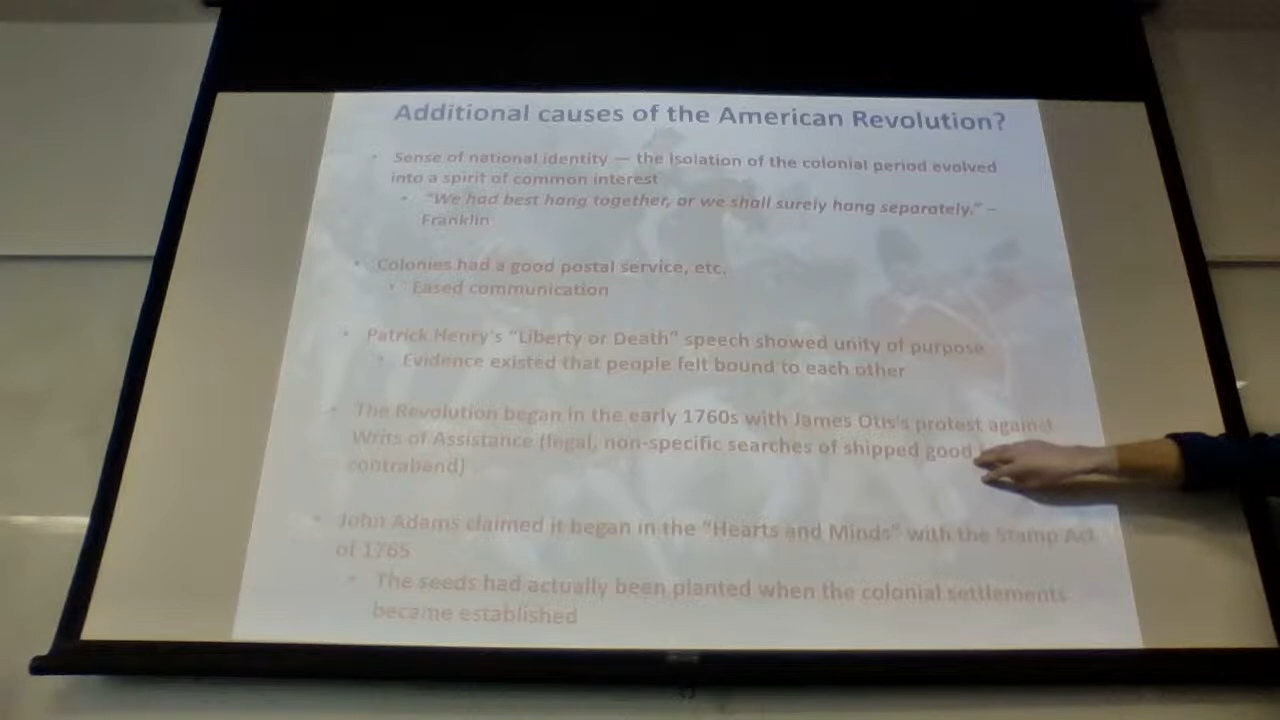 Additional causes of the American Revolution?
• Sense of national identity — the isolation of the colonial period evolved
into a spirit of common interest
• "We had best hang together, or we shall surely hang separately." –
Franklin
• Colonies had a good postal service, etc.
• Eased communication
• Patrick Henry's "Liberty or Death" speech showed unity of purpose
• Evidence existed that people felt bound to each other
• The Revolution began in the early 1760s with James Otis's protest against
Writs of Assistance (legal, non-specific searches of shipped good
contraband)
• John Adams claimed it began in the "Hearts and Minds" with the Stamp Act
of 1765
• The seeds had actually been planted when the colonial settlements
became established